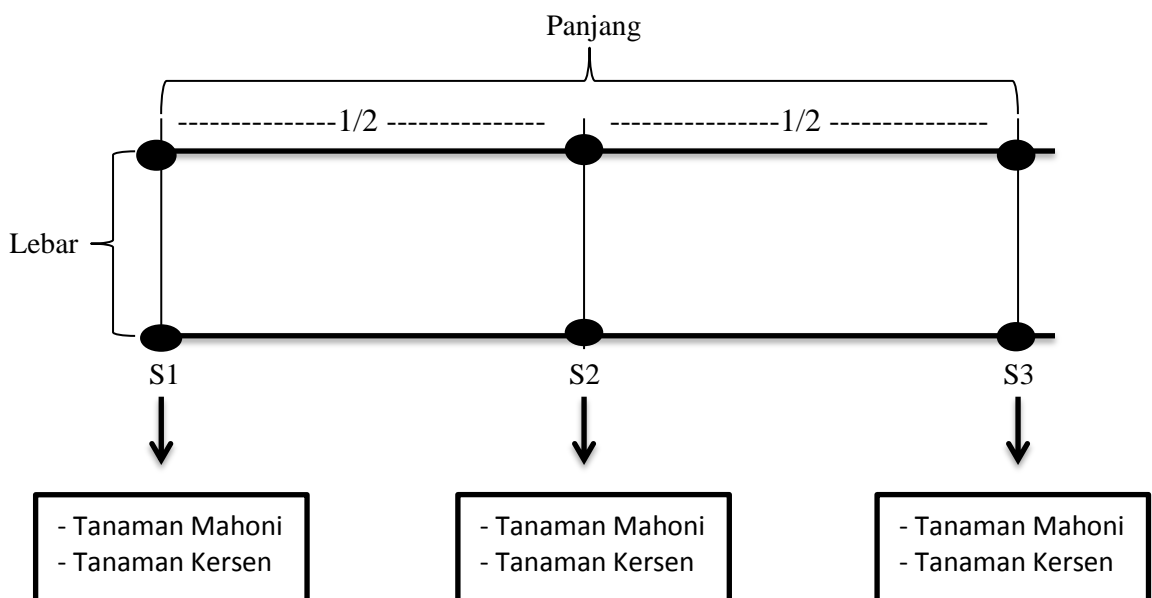 Panjang
---------------1/2 ---------------
---------------1/2 ---------------
Lebar
S1
S2
S3
- Tanaman Mahoni
- Tanaman Kersen
- Tanaman Mahoni
- Tanaman Kersen
- Tanaman Mahoni
- Tanaman Kersen